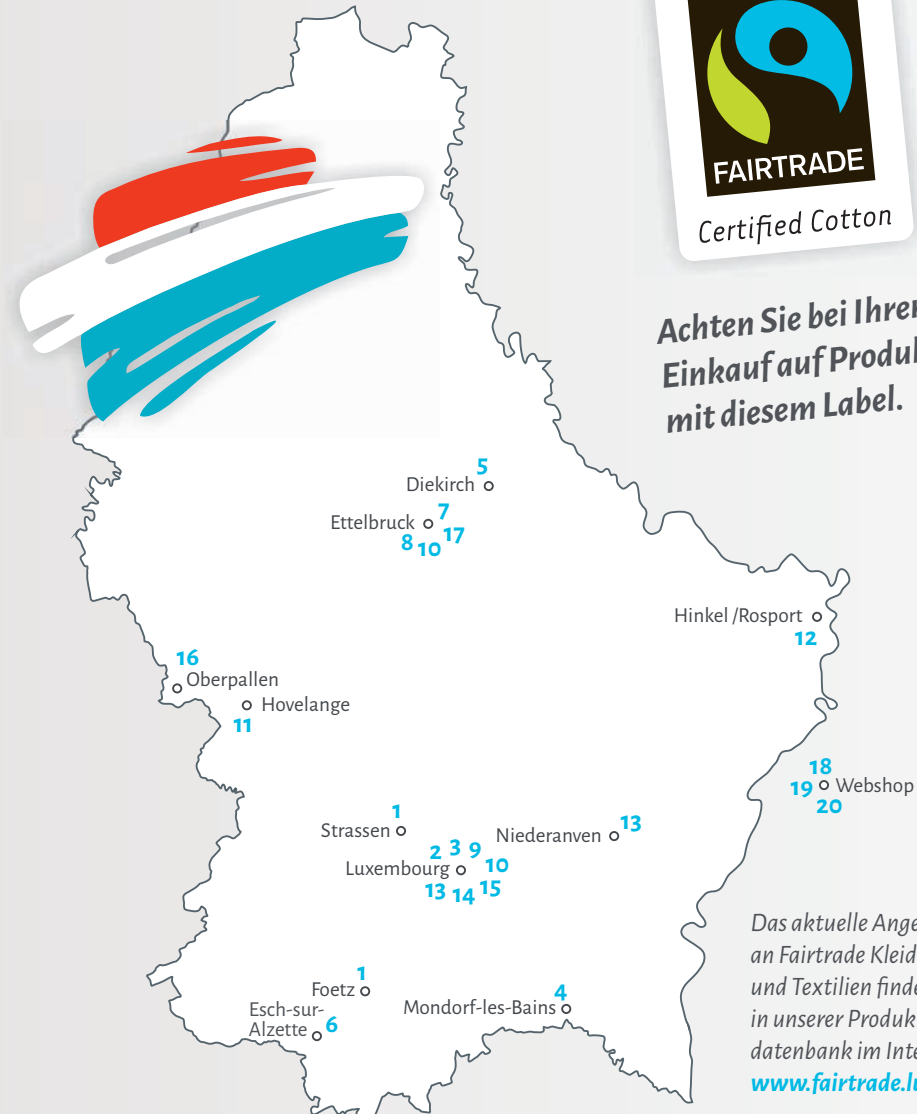 FAIRTRADE
Certified Cotton
Achten Sie bei Ihrem
Einkauf auf Produk
mit diesem Label.
5
Diekirch
7
Ettelbruck
17
8 10
Hinkel /Rosport
12
16
Oberpallen
Hovelange
11
18
19 Webshop
20
1
Strassen
13
Niederanven
2 3 9
Luxembourg 10
13 14 15
1
Foetz
4
Mondorf-les-Bains
Esch-sur-
Alzette 6
Das aktuelle Ange
an Fairtrade Kleid
und Textilien finde
in unserer Produk
datenbank im Inte
www.fairtrade.lu